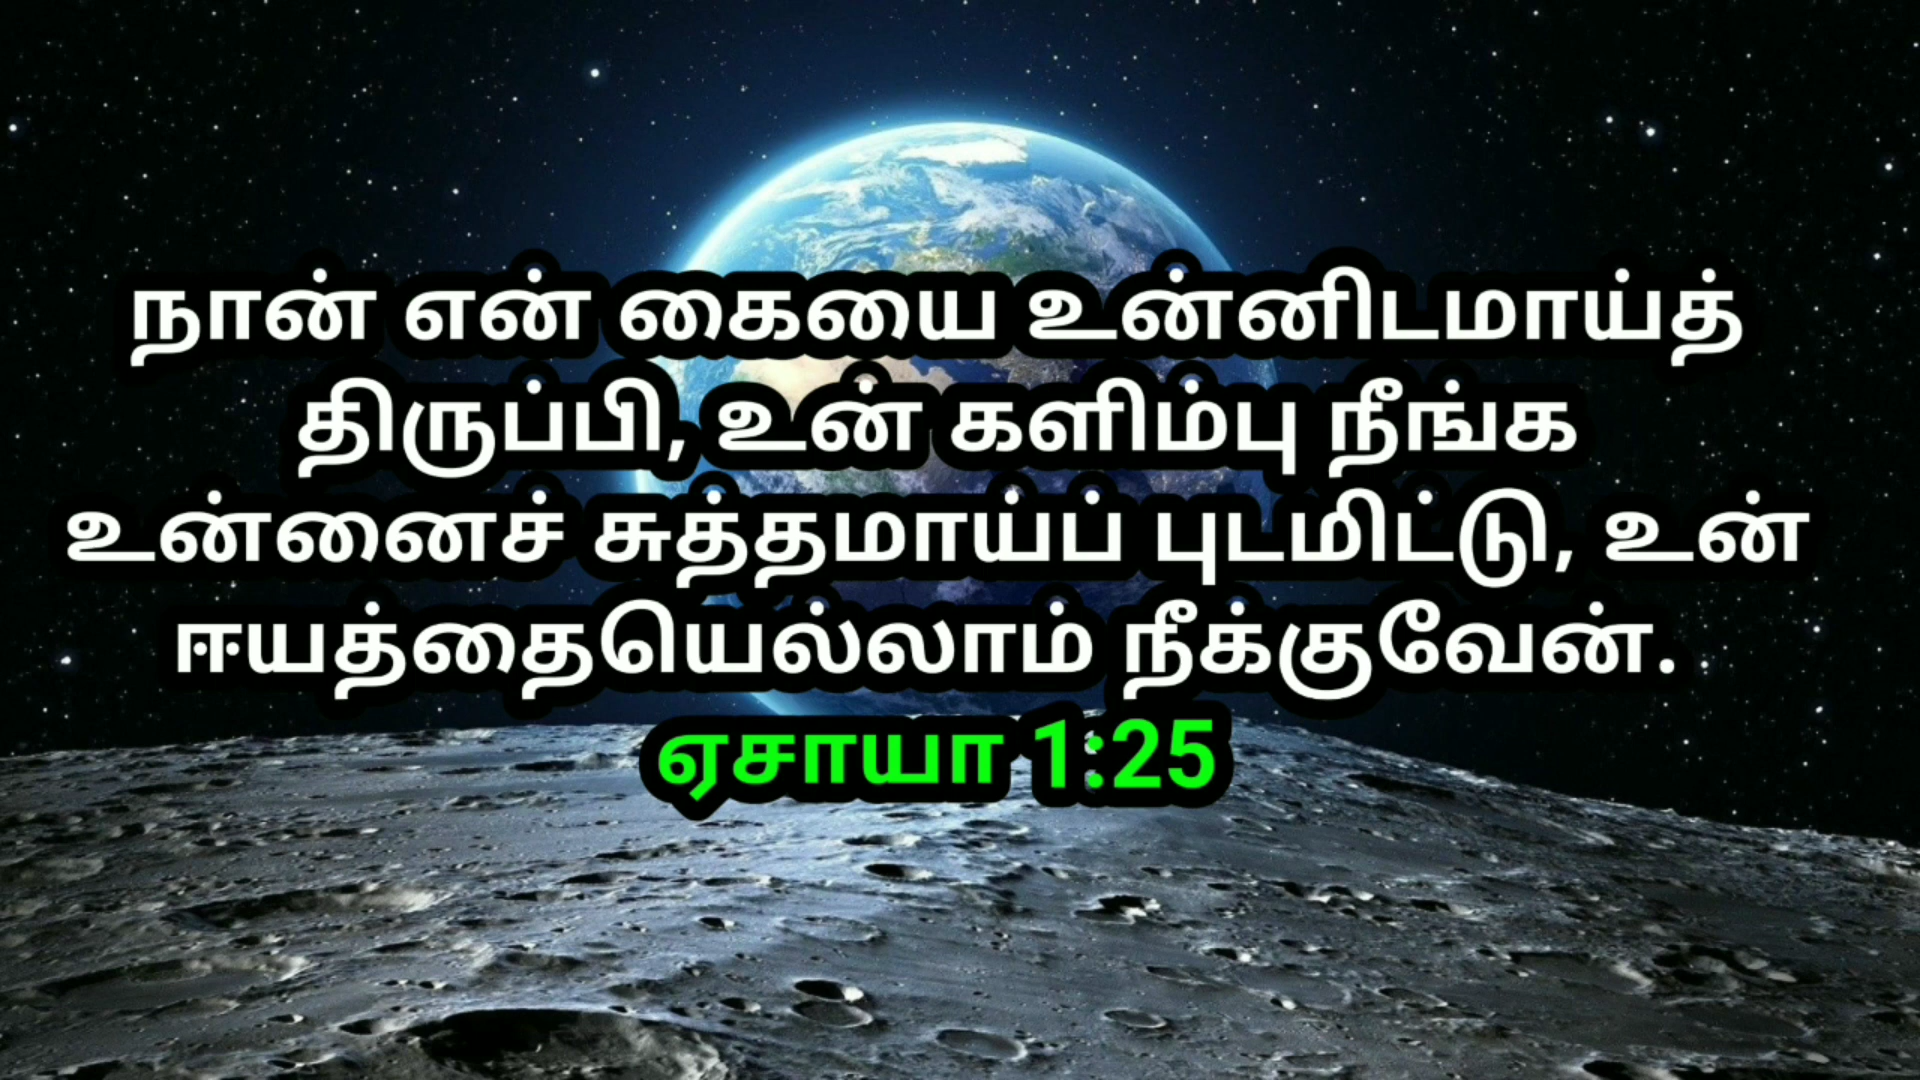 நான் என் கையை உன்னிடமாய்த்
திருப்பி, உன் களிம்பு நீங்க
உன்னைச் சுத்தமாய்ப் புடமிட்டு, உன்
ஈயத்தையெல்லாம் நீக்குவேன்.
ஏசாயா 1:25